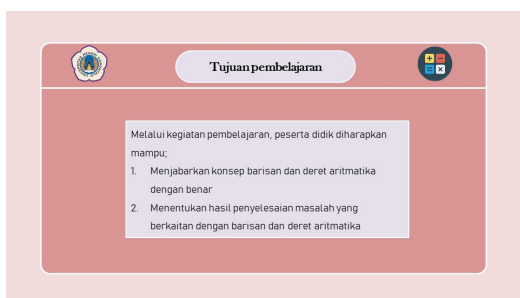 Tujuan pembelajaran
Melalui kegiatan pembelajaran, peserta didik diharapkan
mampu;
1. Menjabarkan konsep barisan dan deret aritmatika
dengan benar
2. Menentukan hasil penyelesaian masalah yang
berkaitan dengan barisan dan deret aritmatika